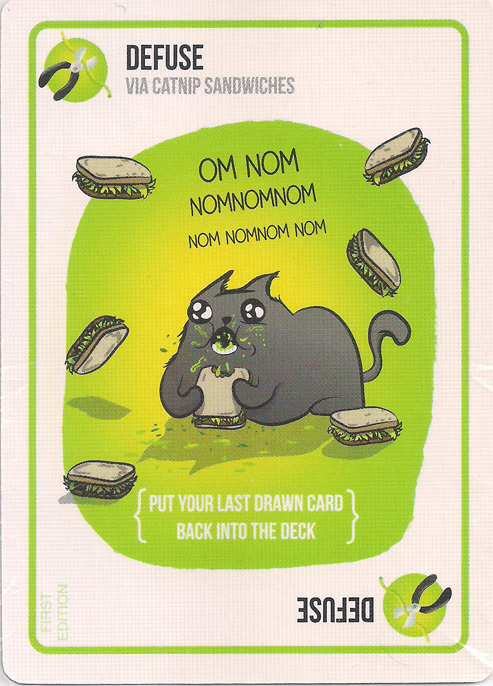 DEFUSE
VIA CATNIP SANDWICHES
OM NOM
NOMNOMNOM
NOM NOMNOM NOM
PUT YOUR LAST DRAWN CARD
BACK INTO THE DECK
FIRST
EDITION
DEFUSE